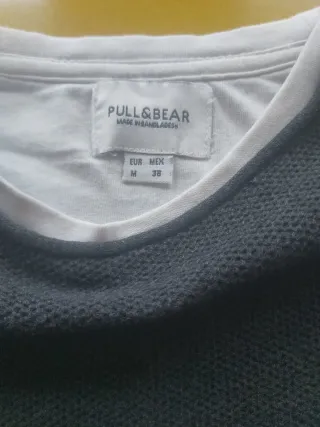 PULL&BEAR
MADE IN BANGLADESH
EUR MEX
M 38